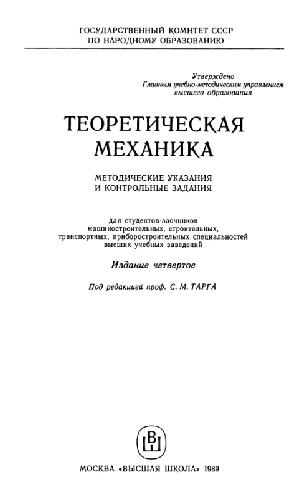 ГОСУДАРСТВЕННЫЙ КОМИТЕТ СССР
ПО НАРОДНОМУ ОБРАЗОВАНИЮ
Утверждено
Главным учебно-методическим управлением
высшего образования
ТЕОРЕТИЧЕСКАЯ
МЕХАНИКА
МЕТОДИЧЕСКИЕ УКАЗАНИЯ
И КОНТРОЛЬНЫЕ ЗАДАНИЯ
для студентов-заочников
машиностроительных, строительных,
транспортных, приборостроительных специальностей
высших учебных заведений
Издание четвертое
Под редакцией проф. С. М. ТАРГА
ВШ
МОСКВА «ВЫСШАЯ ШКОЛА» 1989